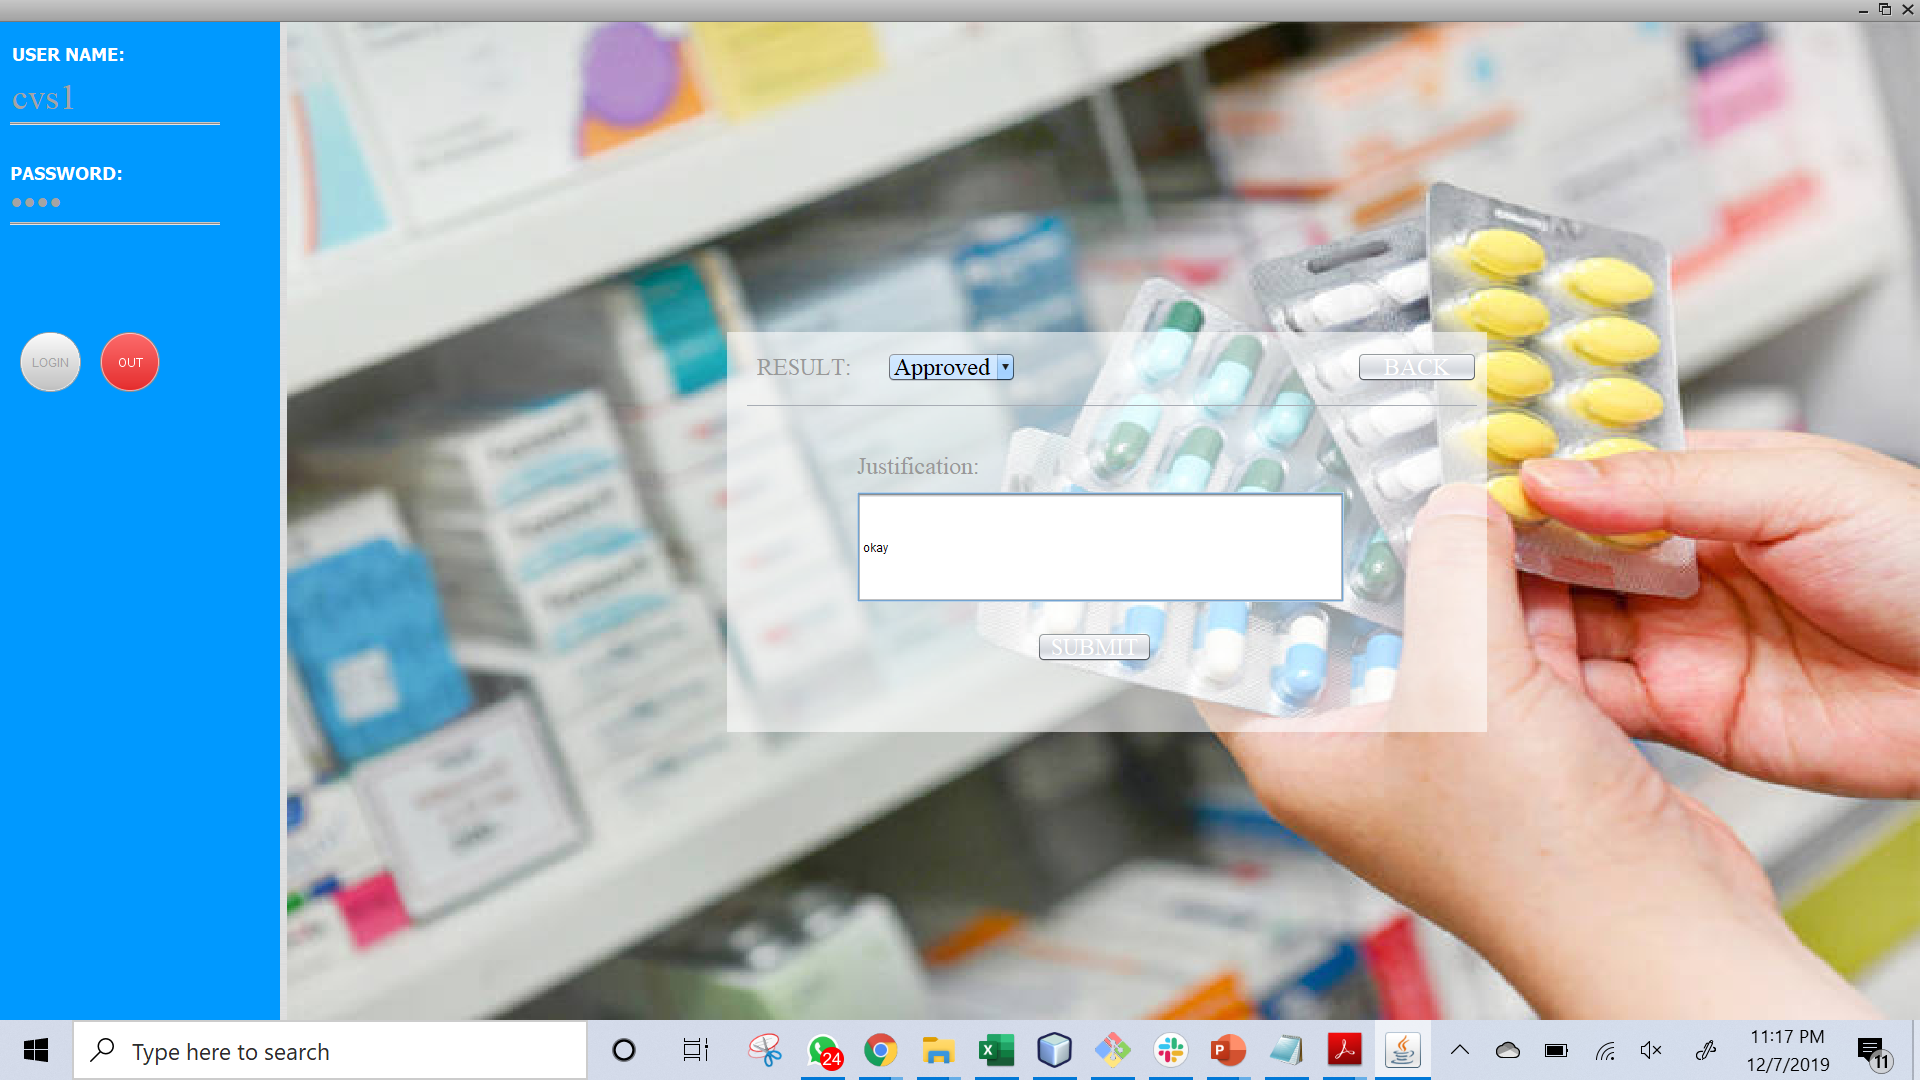 USER NAME:
cvs1
PASSWORD:
LOGIN
OUT
RESULT:
Approved
BACK
Justification:
okay
SUBMIT
Type here to search
24
11:17 PM
12/7/2019
11